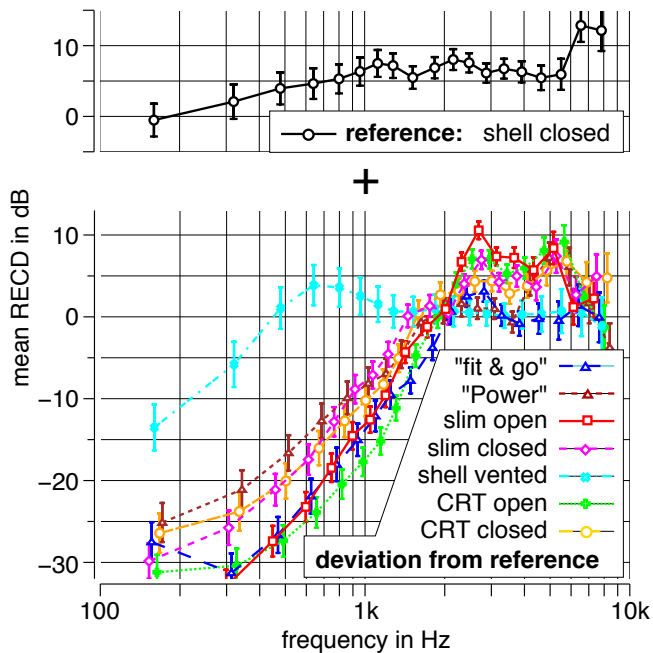 10
0
reference: shell closed
+
mean RECD in dB
10
0
−10
−20
−30
"fit & go"
"Power"
slim open
slim closed
shell vented
CRT open
CRT closed
deviation from reference
100 1k 10k
frequency in Hz